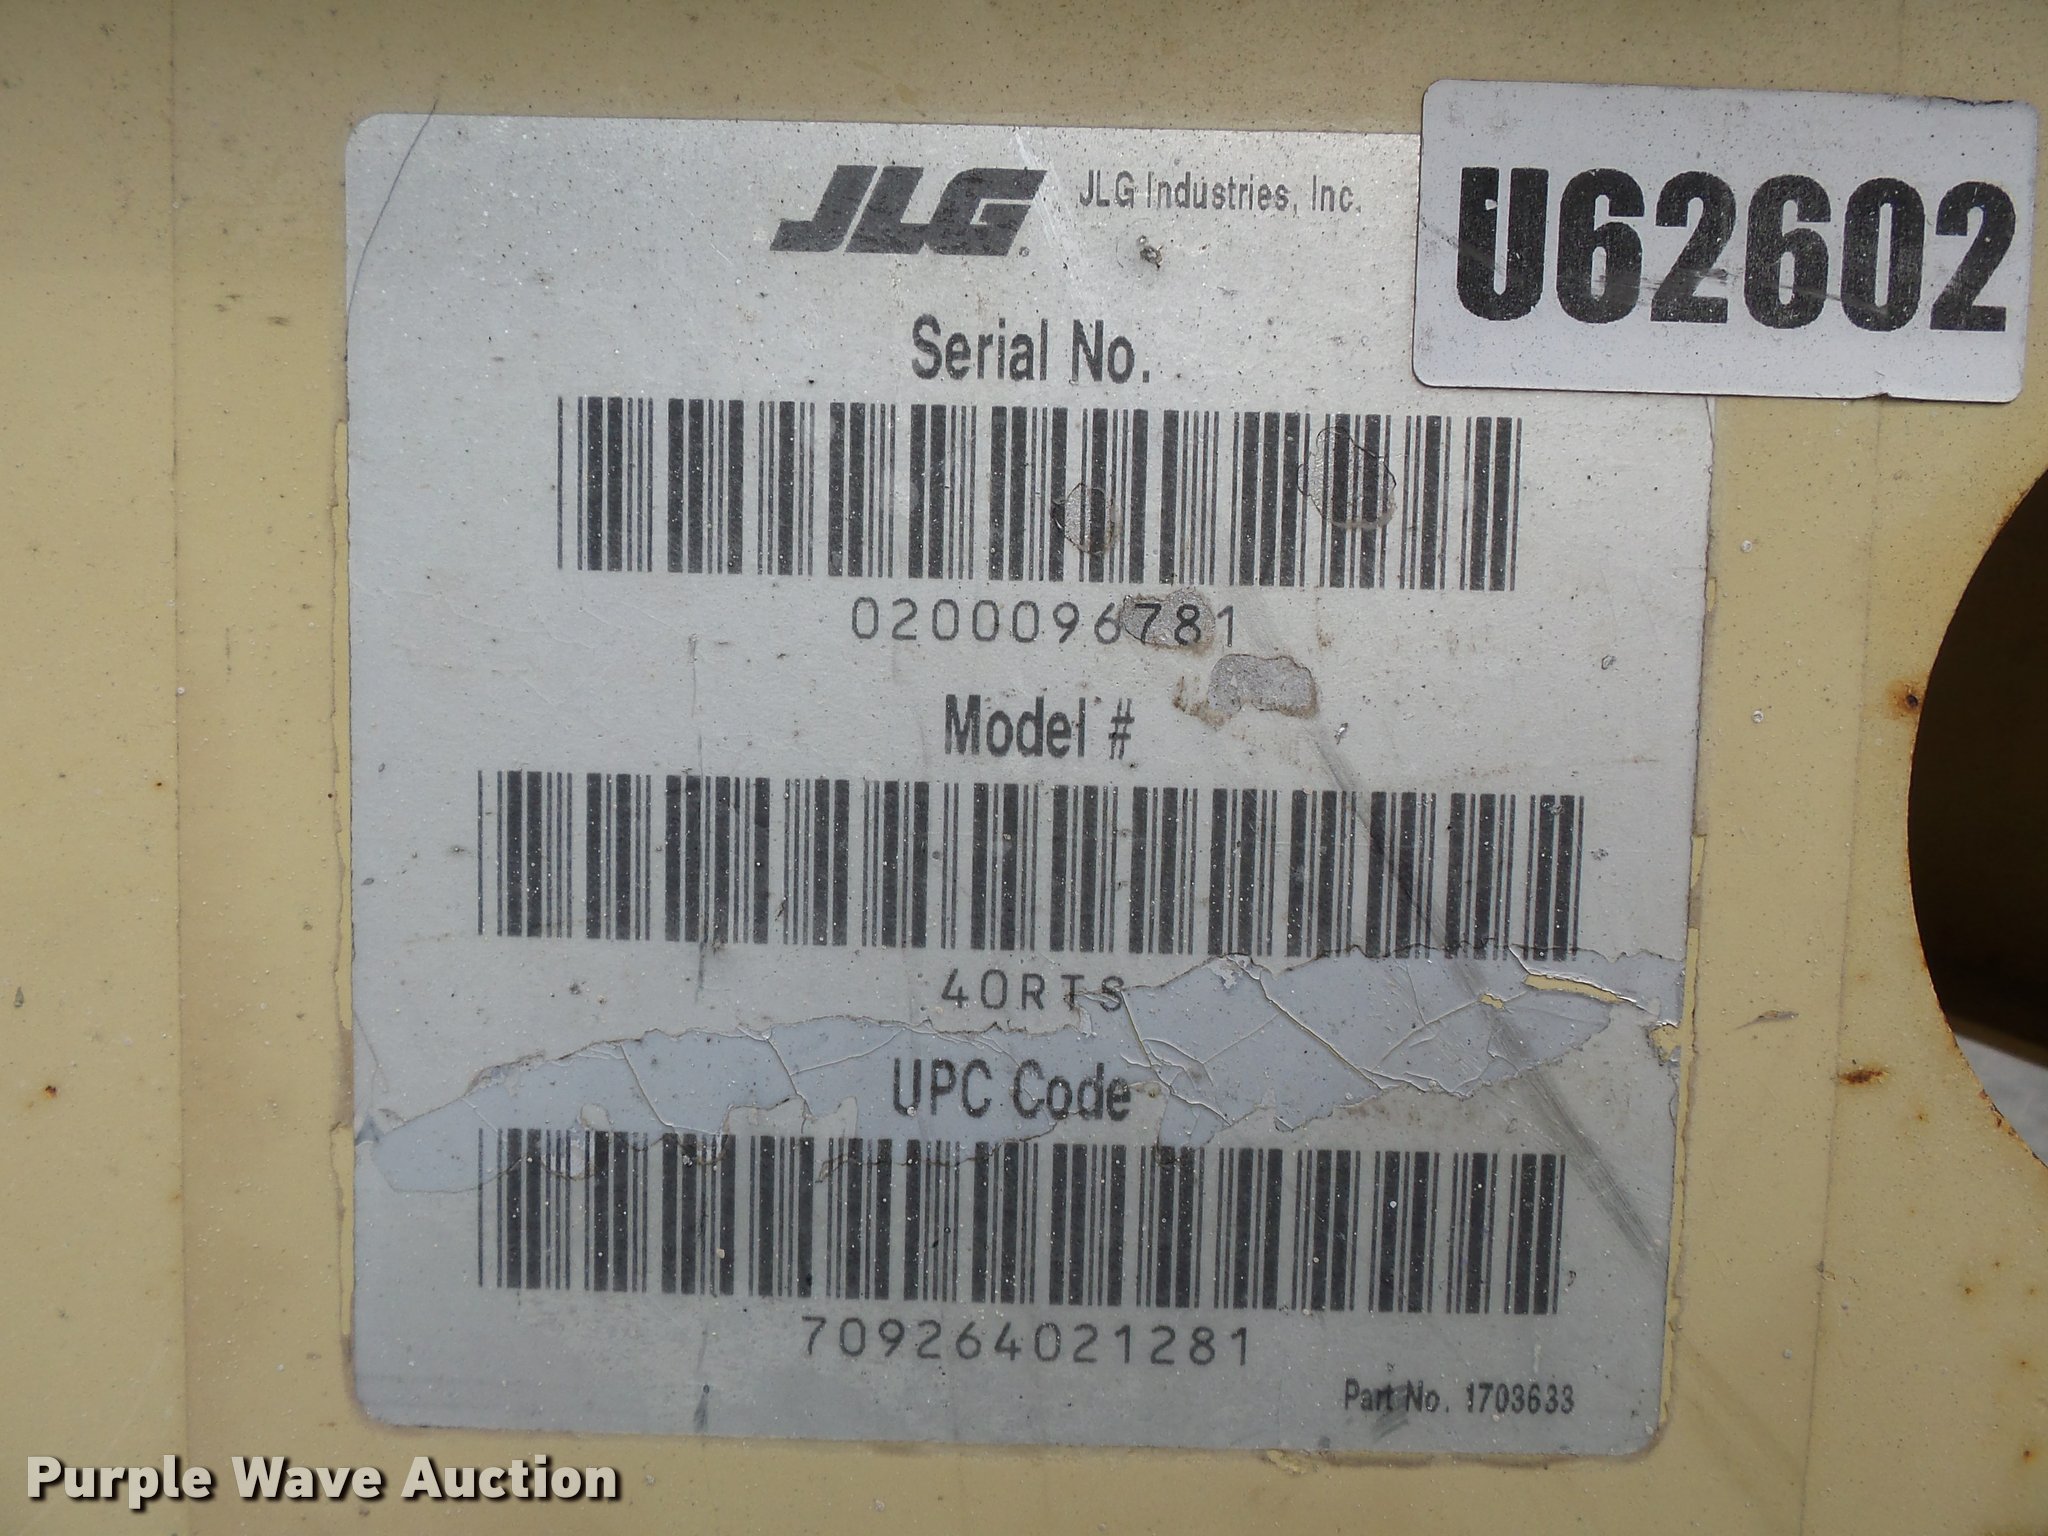 JLG JLG Industries, Inc.
U62602
Serial No.
0200096781
Model #
40RTS
UPC Code
709264021281
Part No. 1703633
Purple Wave Auction